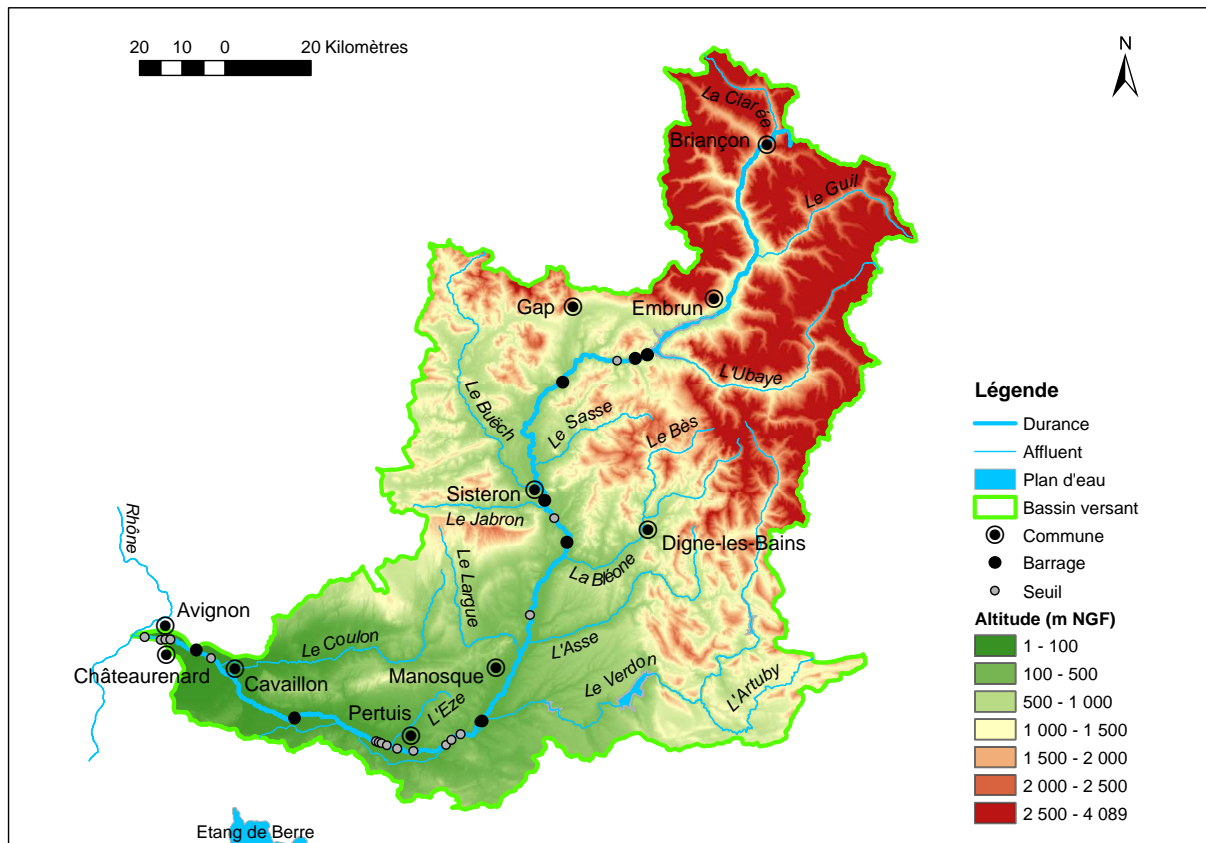 20 10 0 20 Kilomètres
N
La Clarée
Briançon
Le Guil
Gap
Embrun
L'Ubaye
Le Buëch
Le Sasse
Le Bès
Sisteron
Le Jabron
Digne-les-Bains
La Bléone
Rhône
Le Largue
Avignon
Le Coulon
L'Asse
Châteaurenard
Cavaillon
Manosque
Le Verdon
L'Artuby
Pertuis
L'Eze
Etang de Berre
Légende
Durance
Affluent
Plan d'eau
Bassin versant
Commune
Barrage
Seuil
Altitude (m NGF)
1 - 100
100 - 500
500 - 1 000
1 000 - 1 500
1 500 - 2 000
2 000 - 2 500
2 500 - 4 089